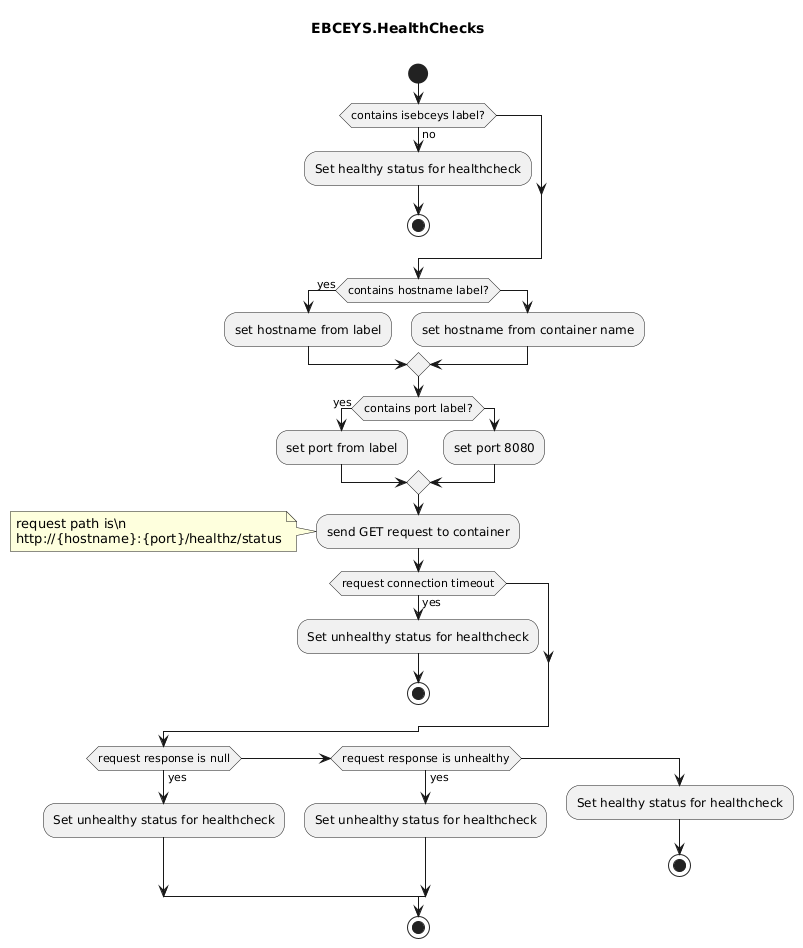 EBCEYS.HealthChecks
contains isebceys label?
no
Set healthy status for healthcheck
yes
contains hostname label?
set hostname from label
set hostname from container name
yes
contains port label?
set port from label
set port 8080
request path is\n
http://{hostname}:{port}/healthz/status
send GET request to container
request connection timeout
yes
Set unhealthy status for healthcheck
request response is null
request response is unhealthy
yes
yes
Set healthy status for healthcheck
Set unhealthy status for healthcheck
Set unhealthy status for healthcheck